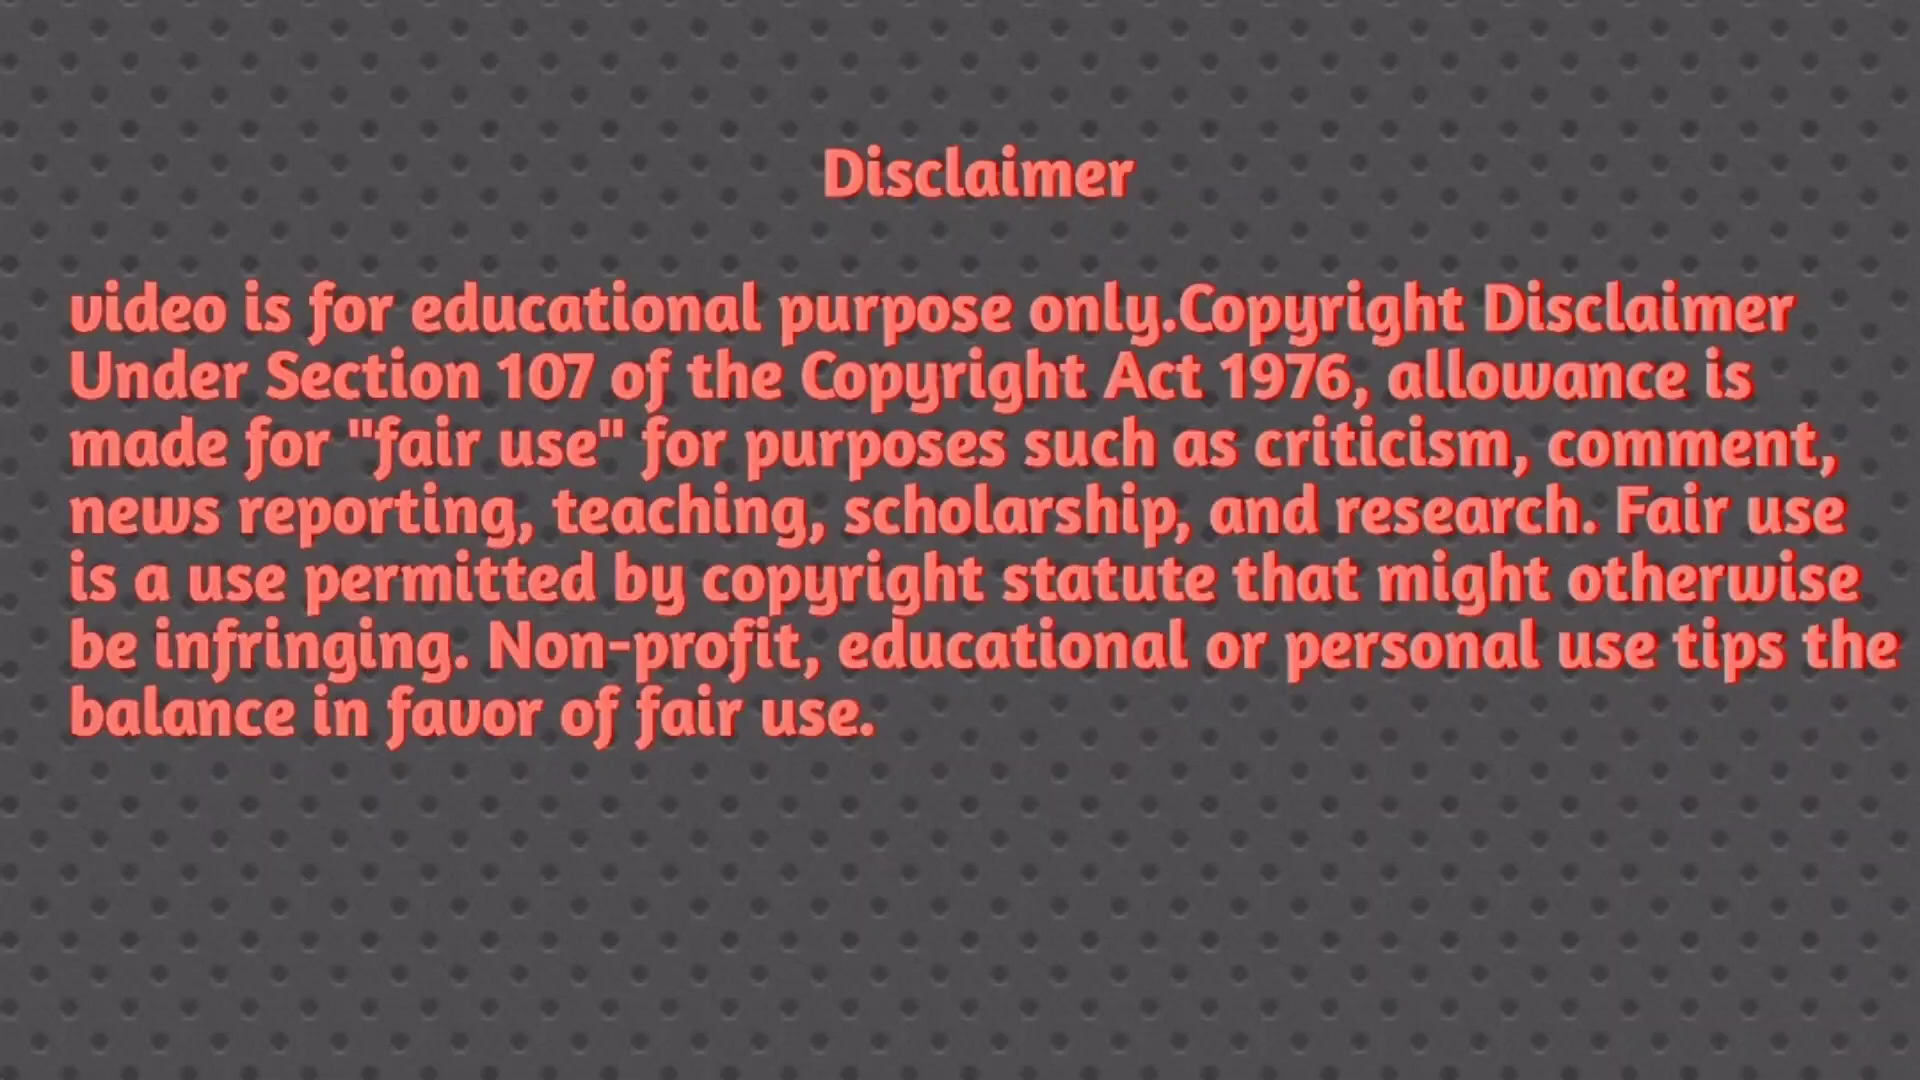 Disclaimer
video is for educational purpose only.Copyright Disclaimer
Under Section 107 of the Copyright Act 1976, allowance is
made for "fair use" for purposes such as criticism, comment,
news reporting, teaching, scholarship, and research. Fair use
is a use permitted by copyright statute that might otherwise
be infringing. Non-profit, educational or personal use tips the
balance in favor of fair use.